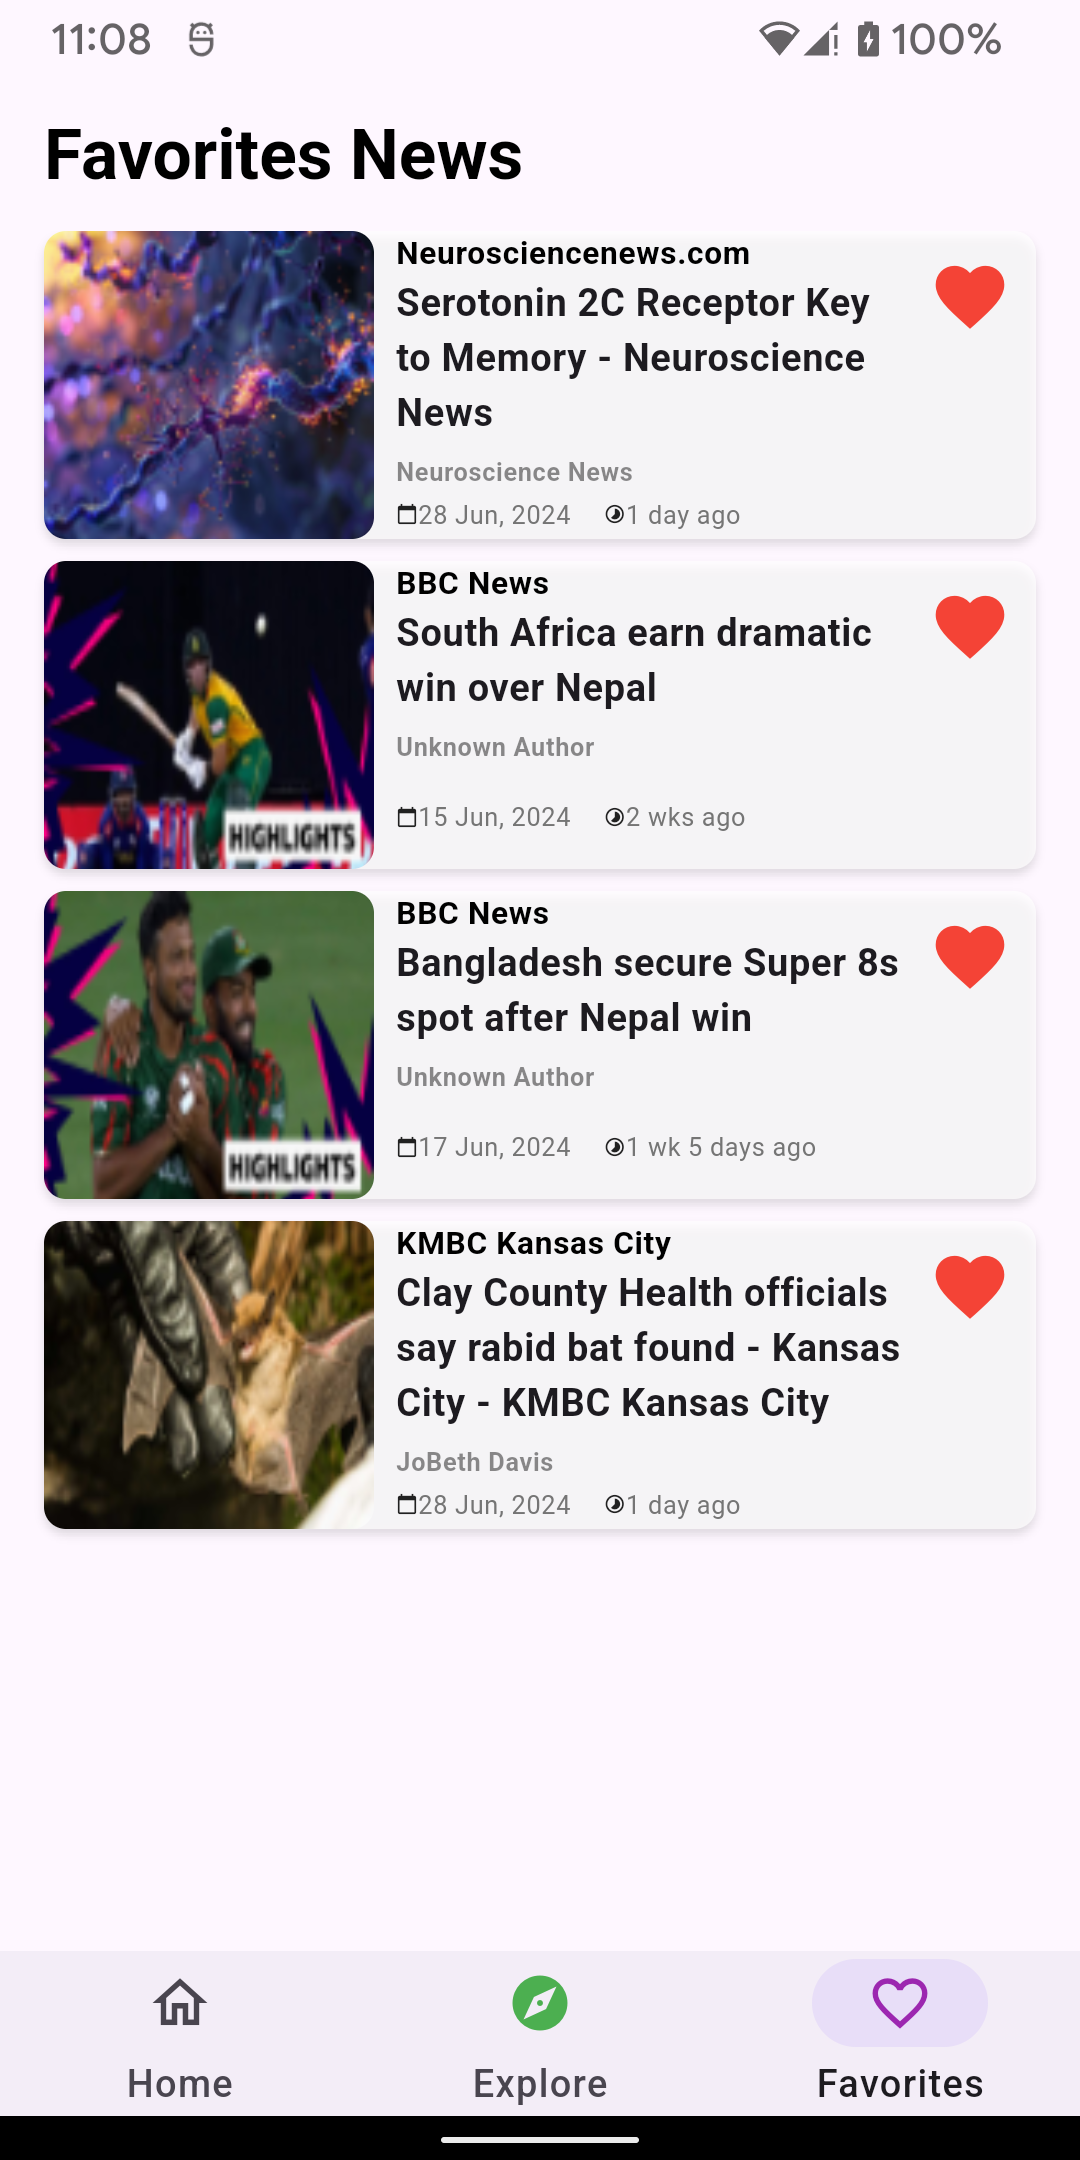 11:08
100%
Favorites News
Neurosciencenews.com
Serotonin 2C Receptor Key
to Memory - Neuroscience
News
Neuroscience News
28 Jun, 2024 1 day ago
BBC News
South Africa earn dramatic
win over Nepal
Unknown Author
15 Jun, 2024 2 wks ago
HIGHLIGHTS
BBC News
Bangladesh secure Super 8s
spot after Nepal win
Unknown Author
17 Jun, 2024 1 wk 5 days ago
HIGHLIGHTS
KMBC Kansas City
Clay County Health officials
say rabid bat found - Kansas
City - KMBC Kansas City
JoBeth Davis
28 Jun, 2024 1 day ago
Home Explore Favorites